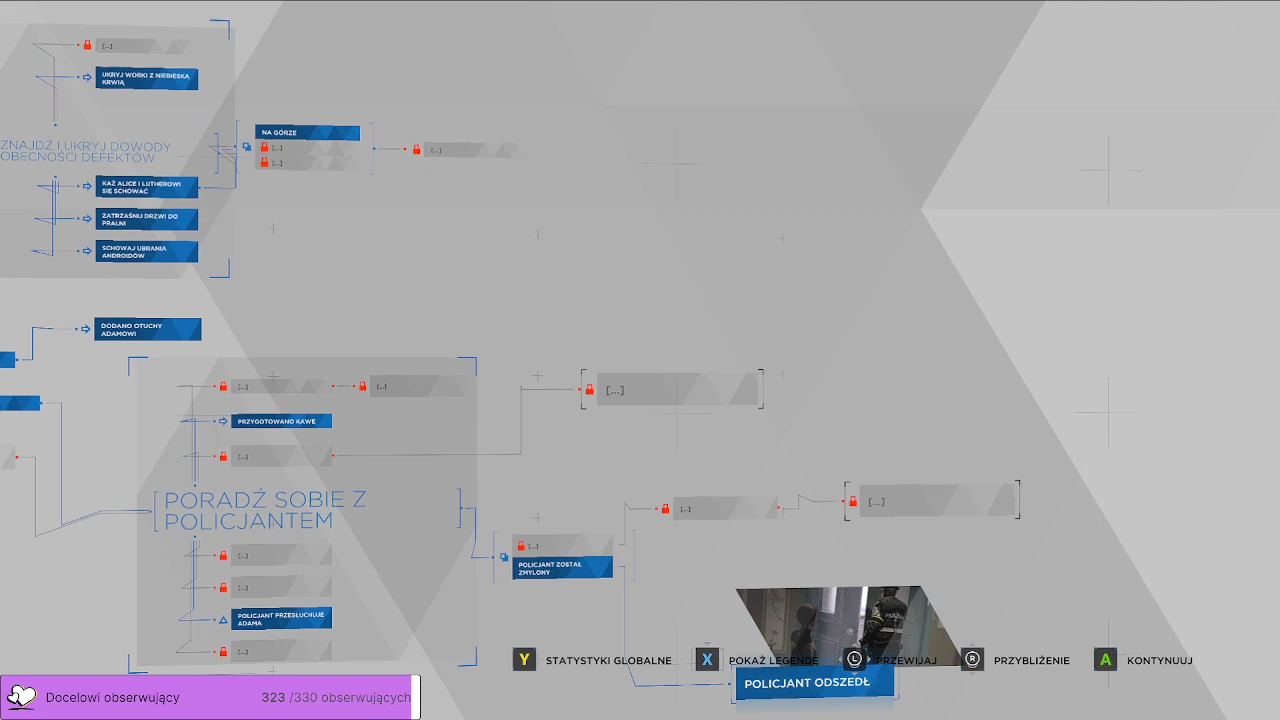 [...]
UKRYJ WORKI Z NIEBIESKĄ
KRWIĄ
ZNAJDŹ I UKRYJ DOWODY
OBECNOŚCI DEFEKTÓW
NA GÓRZE
[...]
[...]
[...]
KAŻ ALICE I LUTHEROWI
SIĘ SCHOWAĆ
ZATRZAŚNIJ DRZWI DO
PRALNI
SCHOWAJ UBRANIA
ANDROIDÓW
DODANO OTUCHY
ADAMOWI
[...]
[...]
[...]
PRZYGOTOWANO KAWĘ
[...]
PORADŹ SOBIE Z
POLICJANTEM
[...]
[...]
[...]
[...]
POLICJANT ZOSTAŁ
ZMYLONY
[...]
[...]
POLICJANT PRZESŁUCHUJE
ADAMA
[...]
Y STATYSTYKI GLOBALNE X POKAŻ LEGENDĘ L PRZEWIJAJ R PRZYBLIŻENIE A KONTYNUUJ
POLICJANT ODSZEDŁ
Docelowi obserwujący 323 /330 obserwujących